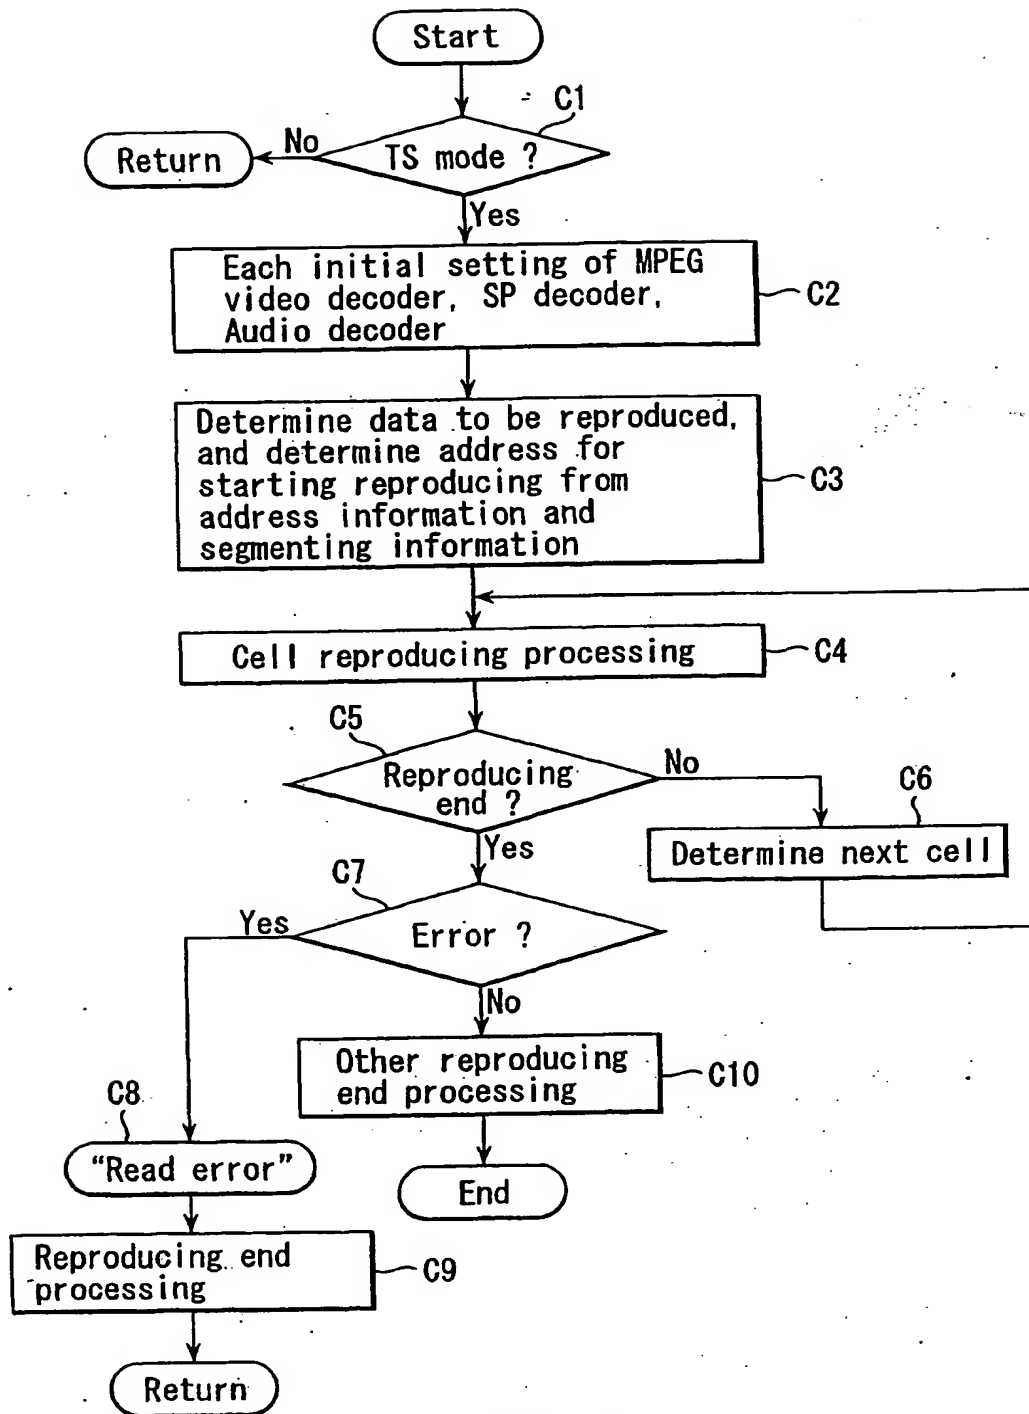 Start
C1
TS mode ?
No
Return
Yes
Each initial setting of MPEG
video decoder, SP decoder,
Audio decoder
C2
Determine data to be reproduced,
and determine address for
starting reproducing from
address information and
segmenting information
C3
Cell reproducing processing
C4
C5
Reproducing
end ?
No
C6
Determine next cell
Yes
C7
Error ?
Yes
No
Other reproducing
end processing
C10
C8
“Read error”
End
Reproducing end
processing
C9
Return